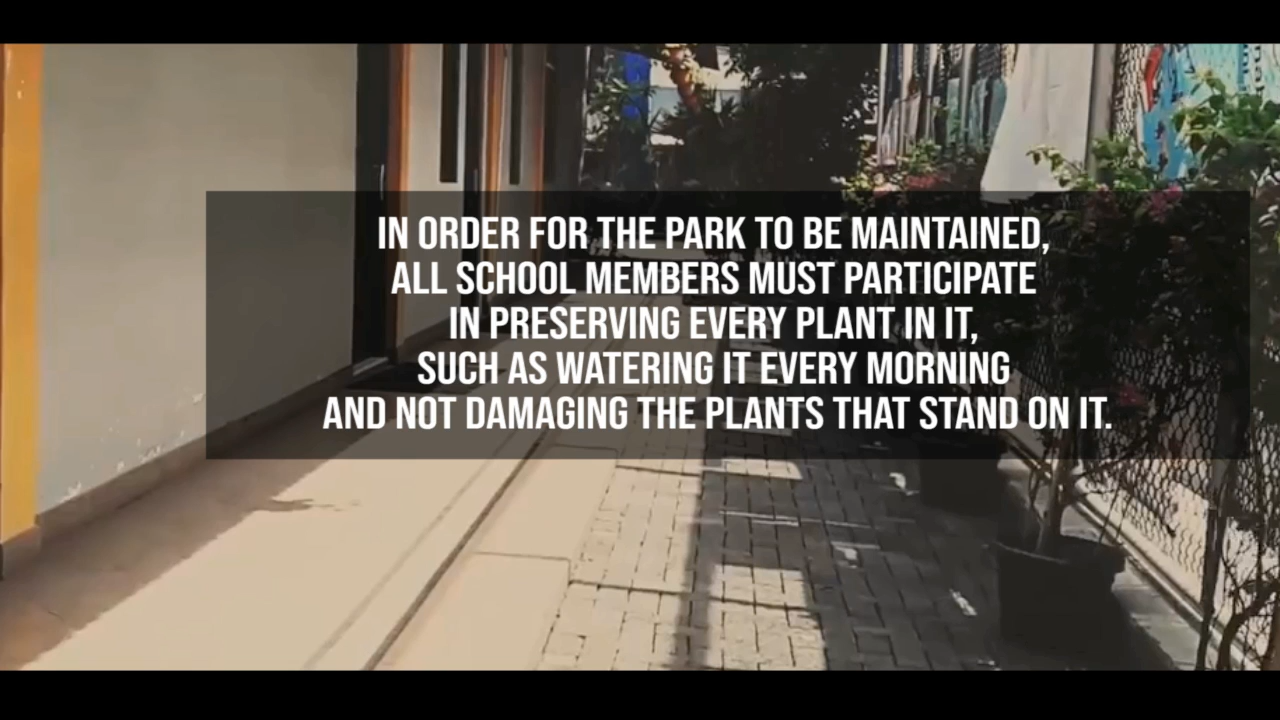 IN ORDER FOR THE PARK TO BE MAINTAINED,
ALL SCHOOL MEMBERS MUST PARTICIPATE
IN PRESERVING EVERY PLANT IN IT,
SUCH AS WATERING IT EVERY MORNING
AND NOT DAMAGING THE PLANTS THAT STAND ON IT.